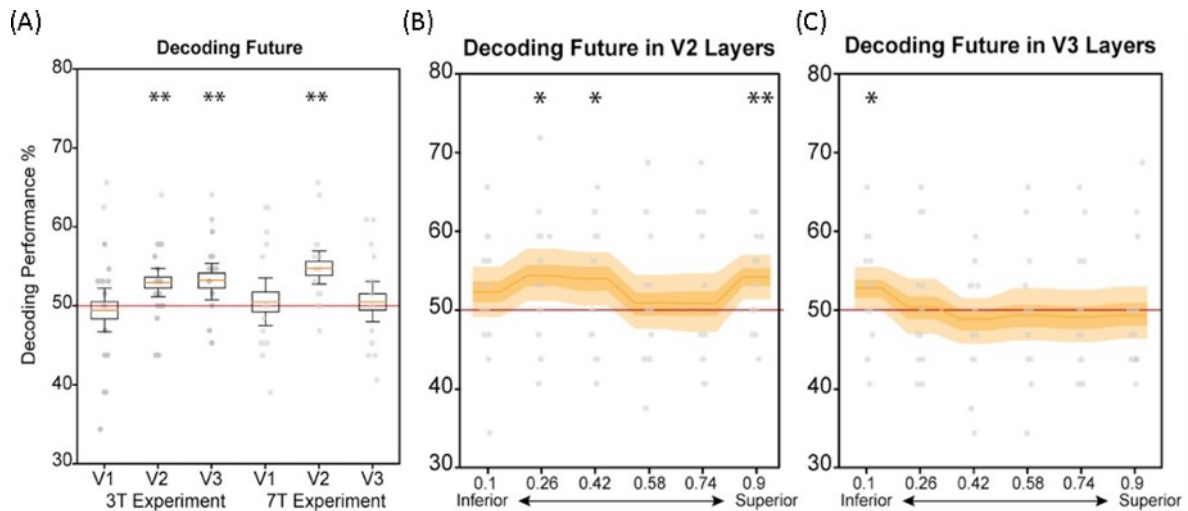 (A)
Decoding Future
Decoding Performance %
80
70
60
50
40
30
** ** **
V1 V2 V3 V1 V2 V3
3T Experiment 7T Experiment
(B)
Decoding Future in V2 Layers
80
70
60
50
40
30
* * **
0.1 0.26 0.42 0.58 0.74 0.9
Inferior Superior
(C)
Decoding Future in V3 Layers
80
70
60
50
40
30
*
0.1 0.26 0.42 0.58 0.74 0.9
Inferior Superior